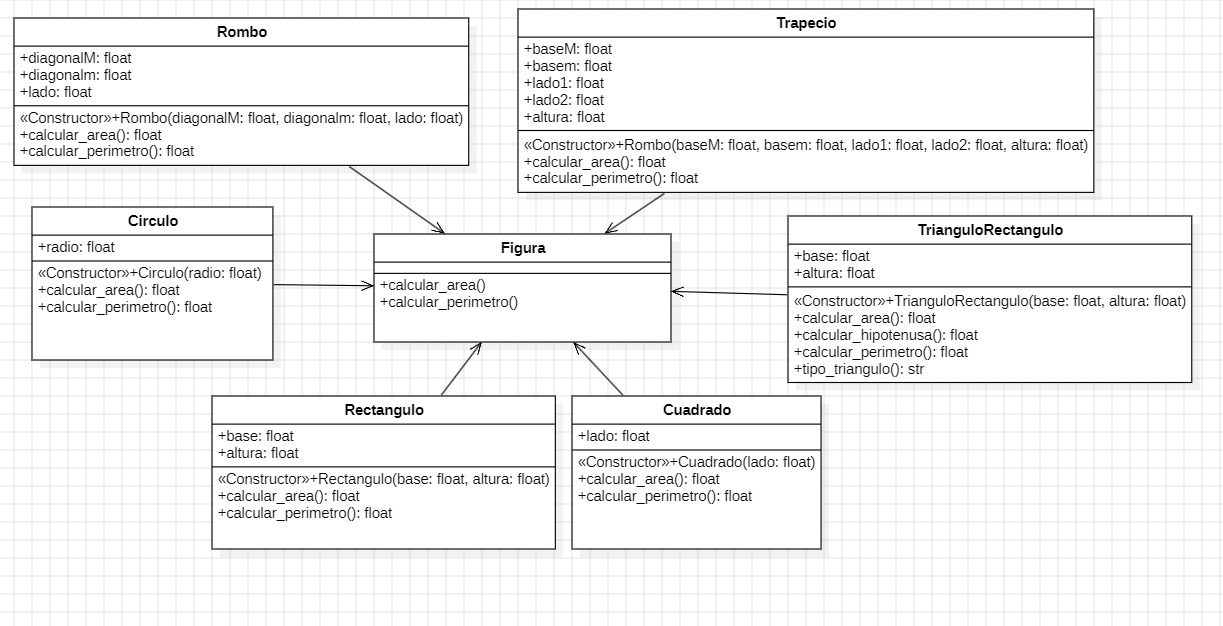 Rombo
+diagonalM: float
+diagonalm: float
+lado: float
«Constructor»+Rombo(diagonalM: float, diagonalm: float, lado: float)
+calcular_area(): float
+calcular_perimetro(): float
Trapecio
+baseM: float
+basem: float
+lado1: float
+lado2: float
+altura: float
«Constructor»+Rombo(baseM: float, basem: float, lado1: float, lado2: float, altura: float)
+calcular_area(): float
+calcular_perimetro(): float
Circulo
+radio: float
«Constructor»+Circulo(radio: float)
+calcular_area(): float
+calcular_perimetro(): float
Figura
+calcular_area()
+calcular_perimetro()
TrianguloRectangulo
+base: float
+altura: float
«Constructor»+TrianguloRectangulo(base: float, altura: float)
+calcular_area(): float
+calcular_hipotenusa(): float
+calcular_perimetro(): float
+tipo_triangulo(): str
Rectangulo
+base: float
+altura: float
«Constructor»+Rectangulo(base: float, altura: float)
+calcular_area(): float
+calcular_perimetro(): float
Cuadrado
+lado: float
«Constructor»+Cuadrado(lado: float)
+calcular_area(): float
+calcular_perimetro(): float